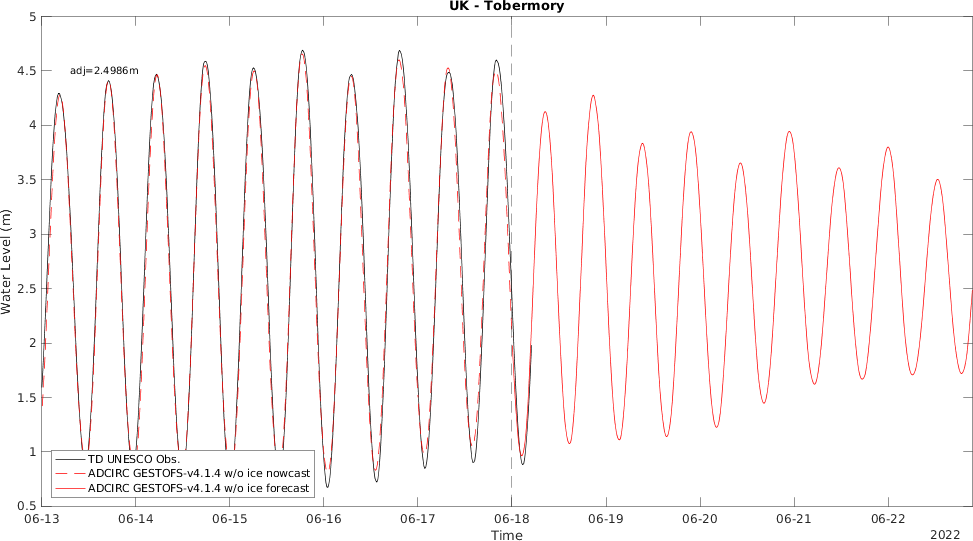 UK - Tobermory
5
4.5
4
3.5
3
2.5
2
1.5
1
0.5
Water Level (m)
adj=2.4986m
TD UNESCO Obs.
ADCIRC GESTOFS-v4.1.4 w/o ice nowcast
ADCIRC GESTOFS-v4.1.4 w/o ice forecast
06-13 06-14 06-15 06-16 06-17 06-18 06-19 06-20 06-21 06-22
Time
2022